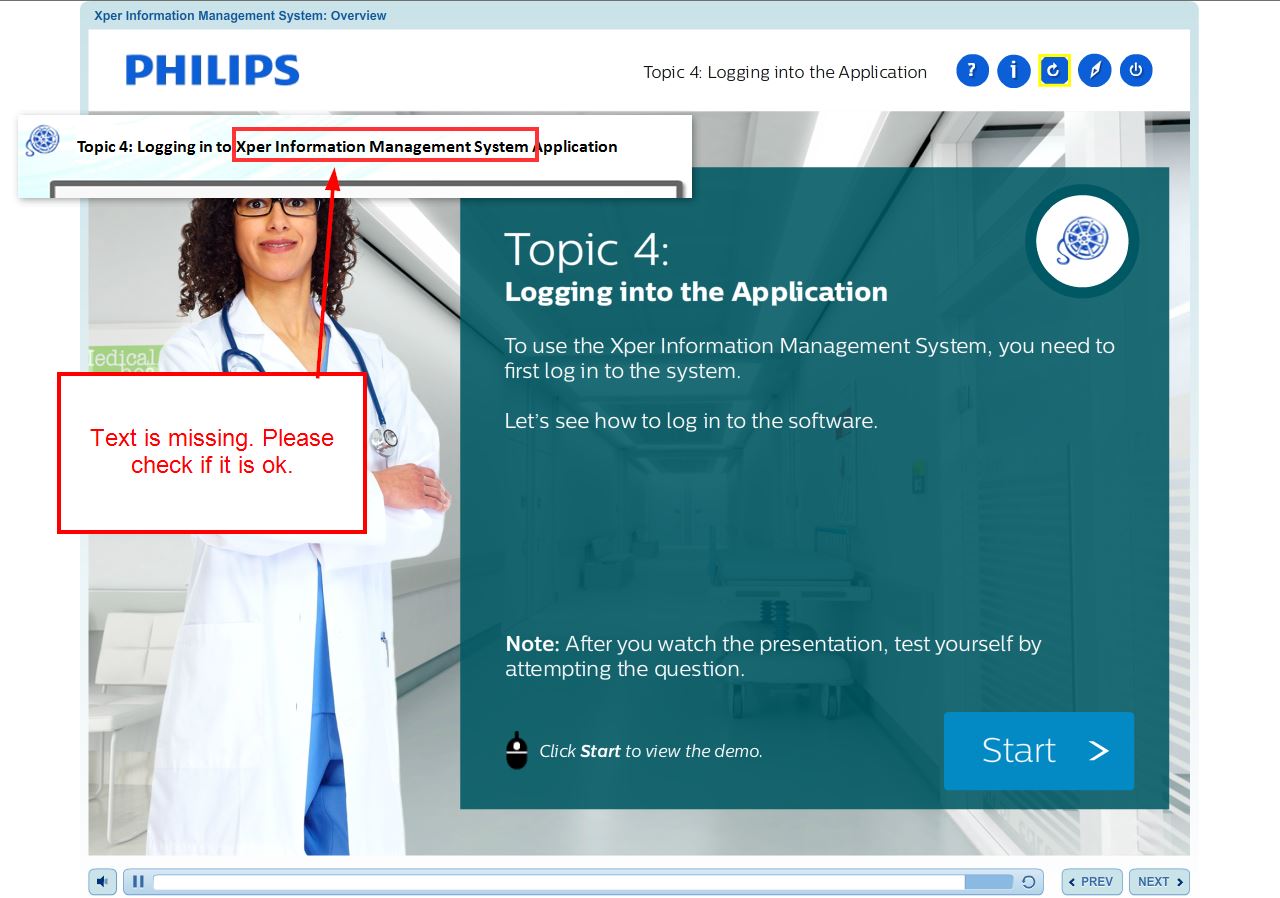 Xper Information Management System: Overview
PHILIPS
Topic 4: Logging into the Application
?
i
Topic 4: Logging in to Xper Information Management System Application
Topic 4:
Logging into the Application
To use the Xper Information Management System, you need to
first log in to the system.
Let's see how to log in to the software.
Medical
Text is missing. Please
check if it is ok.
Note: After you watch the presentation, test yourself by
attempting the question.
Click Start to view the demo.
Start >
PREV
NEXT